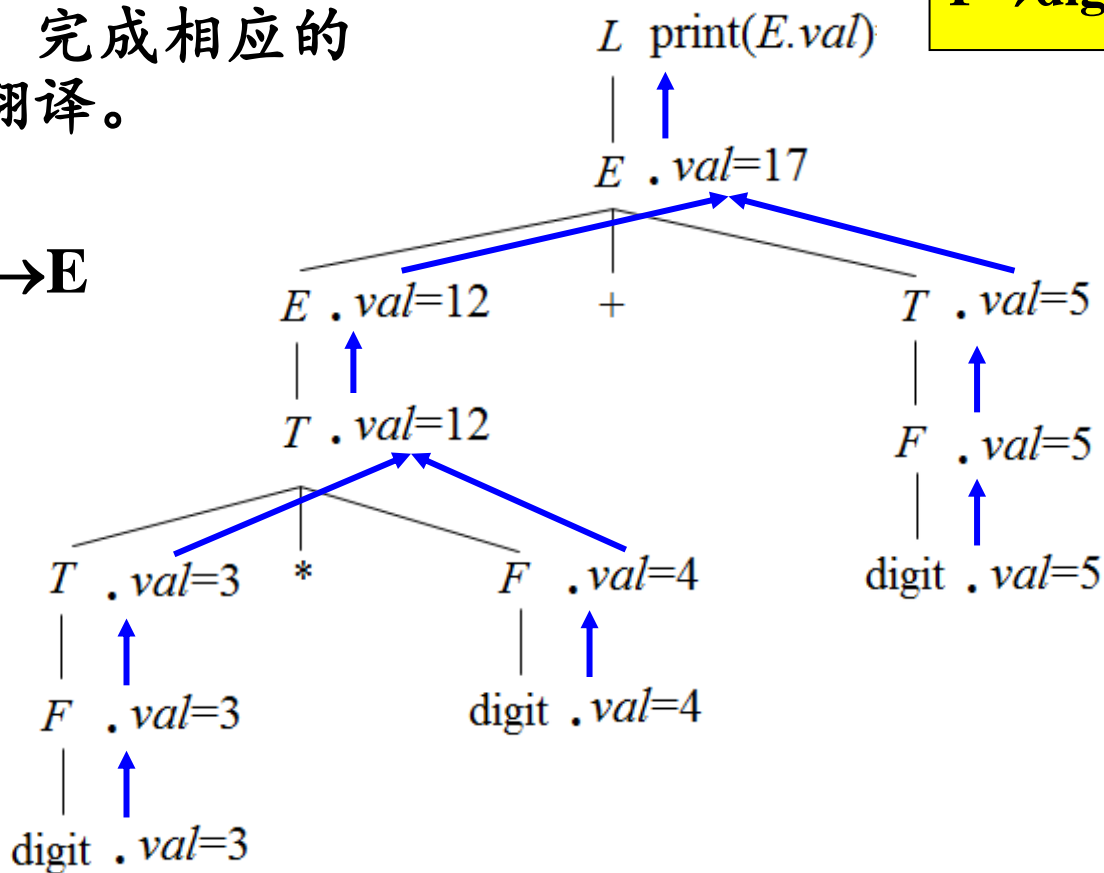 完成相应的
翻译。
→digit
→E
L print(E.val)
E . val=17
E . val=12 + T . val=5
T . val=12 F . val=5
T . val=3 * F . val=4 digit . val=5
F . val=3 digit . val=4
digit . val=3